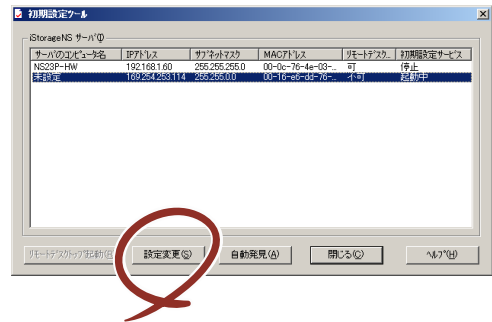 初期設定ツール
iStorageNS サーバ(I)
サーバのコンピュータ名 IPアドレス サブネットマスク MACアドレス リモートデスク... 初期設定サービス
NS23P-HW 192.168.1.60 255.255.255.0 00-0c-76-4e-03-... 可 停止
未設定 169.254.253.114 255.255.0.0 00-16-e6-dd-76-... 不可 起動中
リモートデスクトップ起動(R) 設定変更(S) 自動発見(A) 閉じる(C) ヘルプ(H)